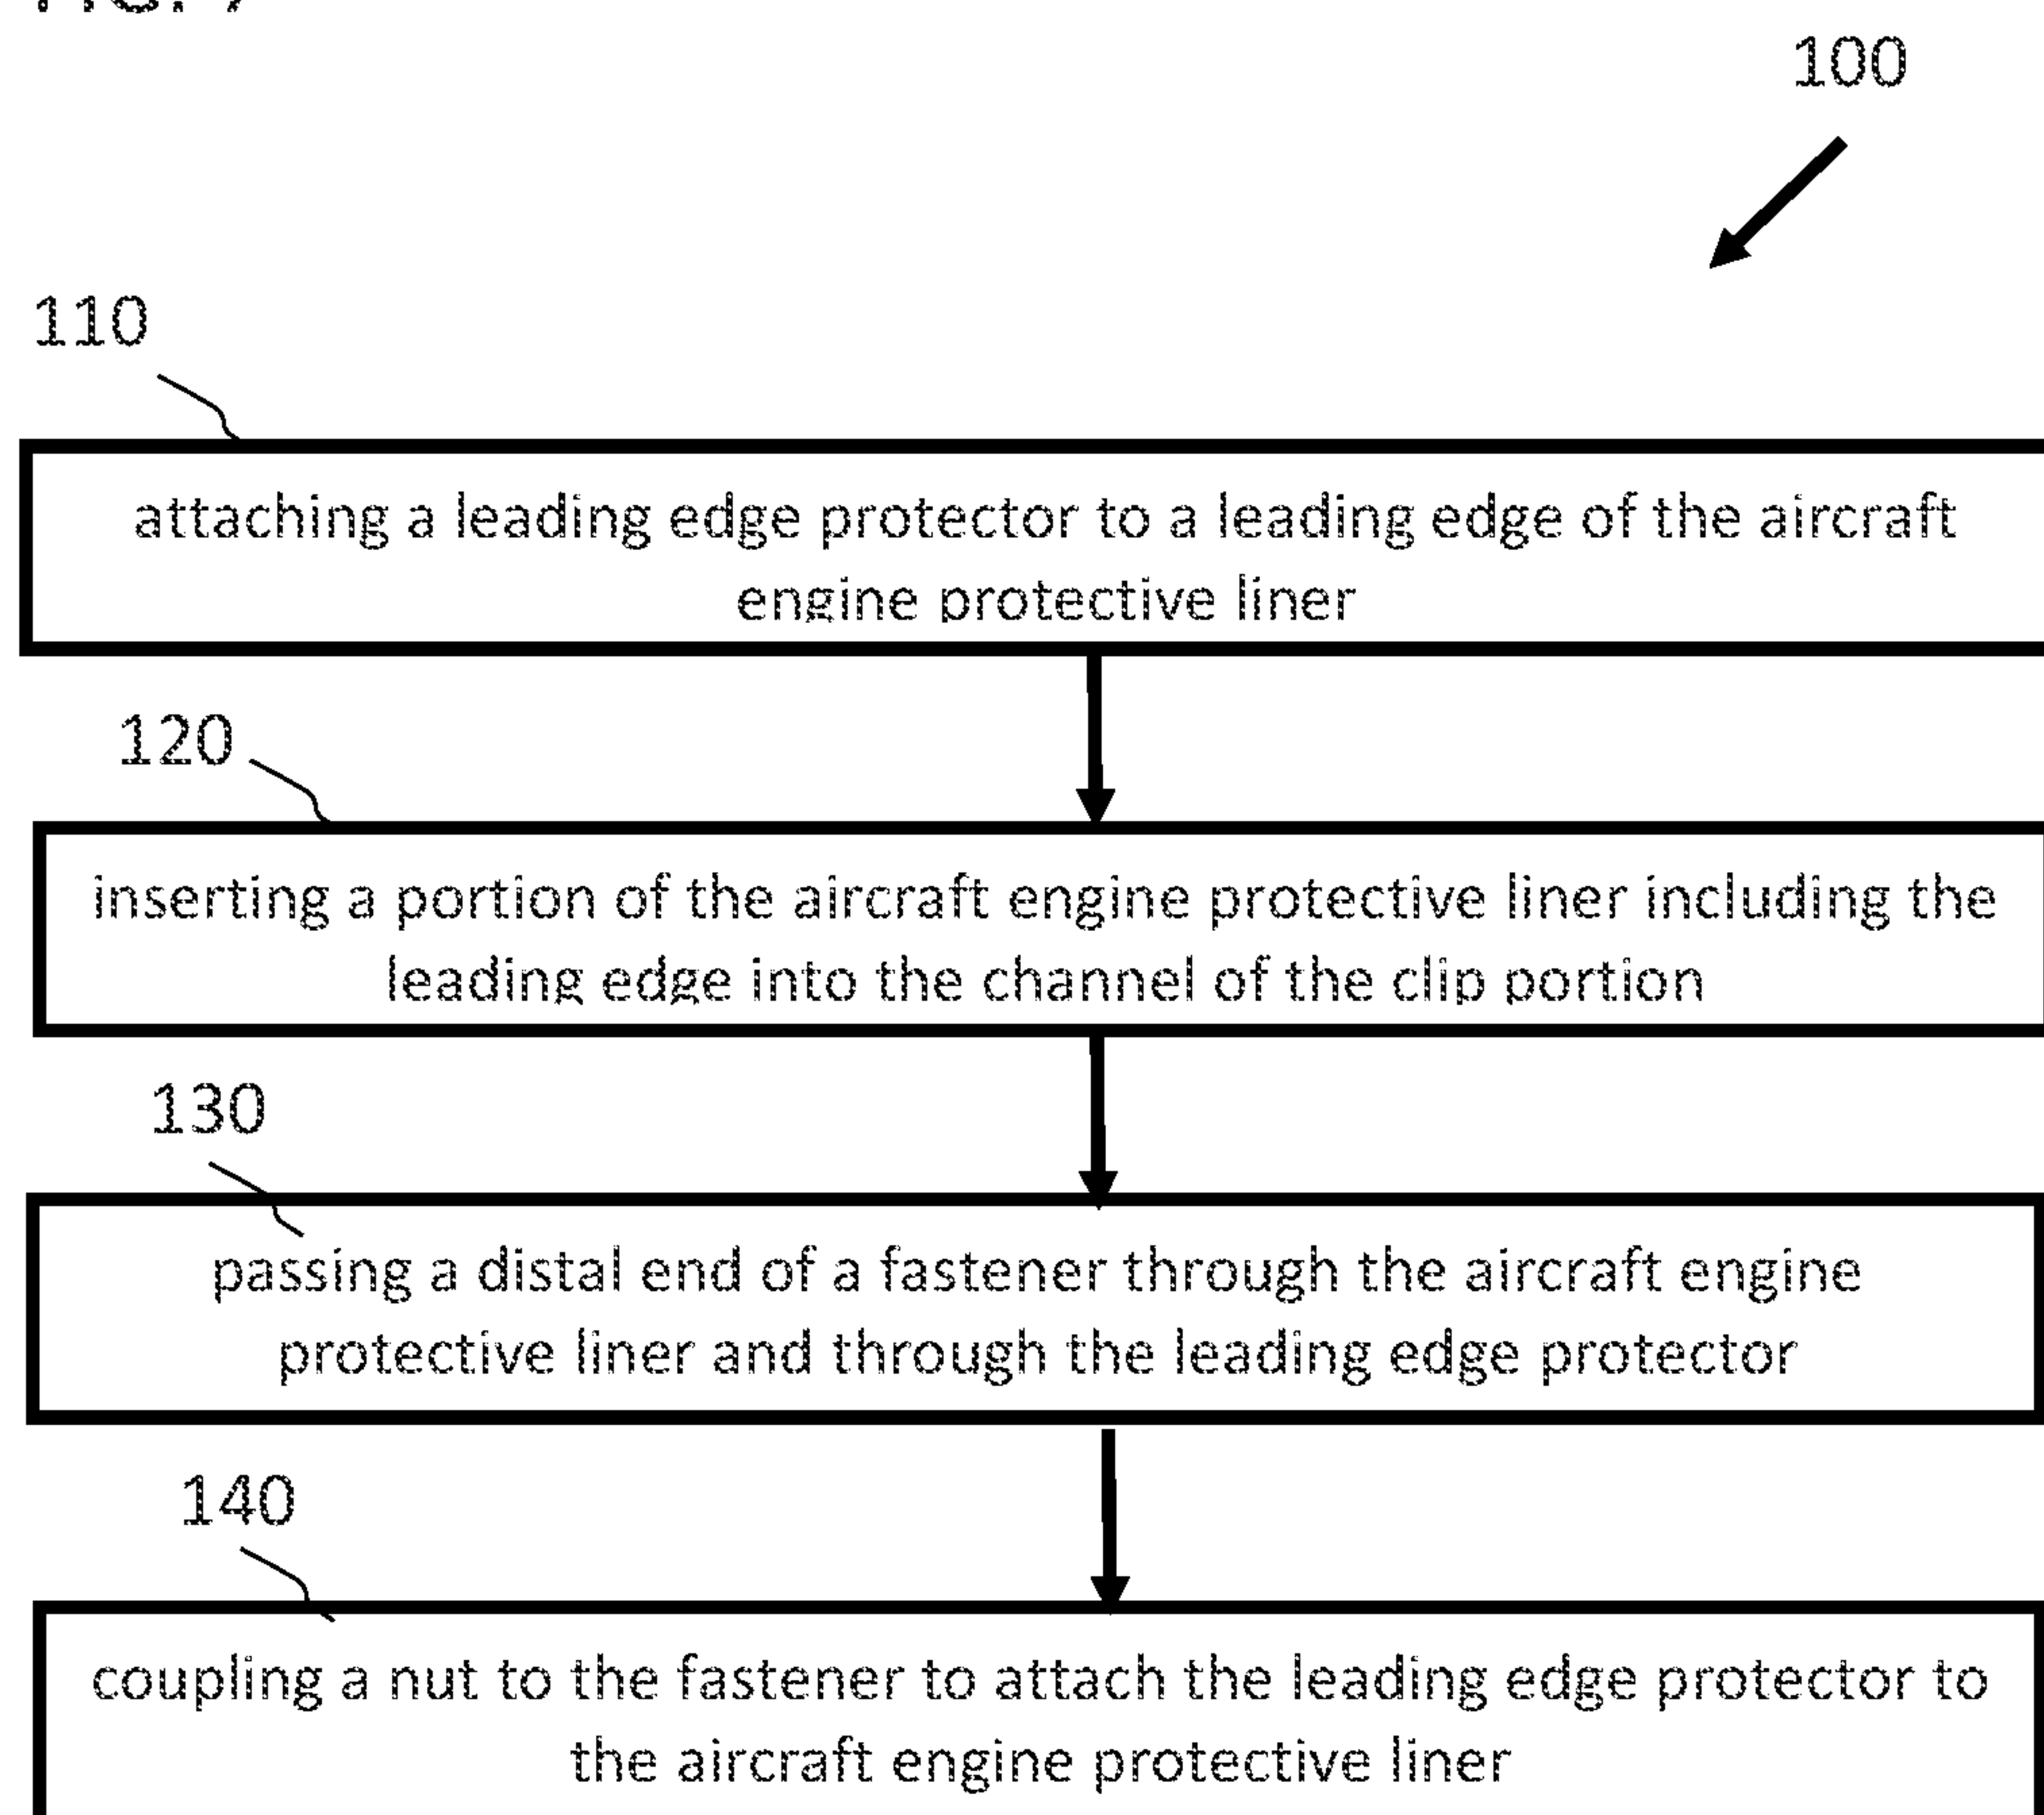 100
110
attaching a leading edge protector to a leading edge of the aircraft
engine protective liner
120
inserting a portion of the aircraft engine protective liner including the
leading edge into the channel of the clip portion
130
passing a distal end of a fastener through the aircraft engine
protective liner and through the leading edge protector
140
coupling a nut to the fastener to attach the leading edge protector to
the aircraft engine protective liner